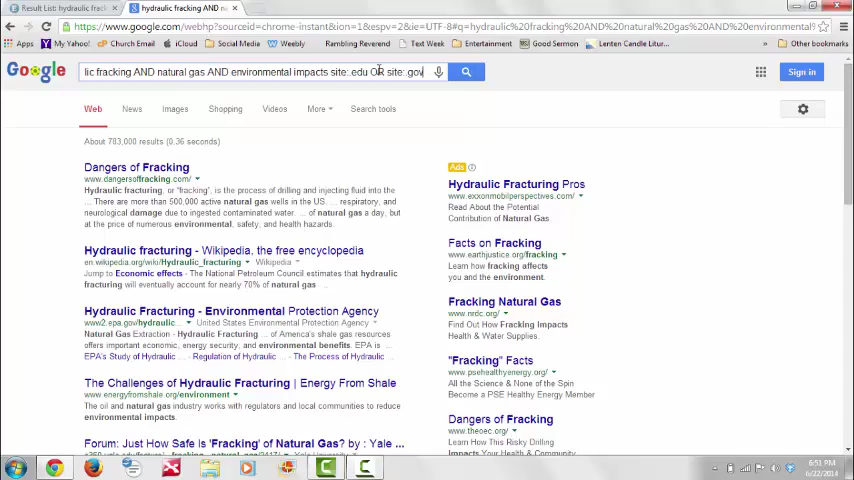 Result List: hydraulic frack
hydraulic fracking AND na
https://www.google.com/webhp?sourceid=chrome-instant&ion=1&espv=2&ie=UTF-8#q=hydraulic%20fracking%20AND%20natural%20gas%20AND%20environmental%
Apps
Yahoo!
My Yahoo!
Church
iCloud
Social Media
Weebly
Text Week
Entertainment
Good Sermon
Landing Candle Liturg...
Other bookmarks
Google
lic fracking AND natural gas AND environmental impacts site:.edu OR site:.gov
Sign in
Web
News
Images
Shopping
Videos
More
Search tools
About 783,000 results (0.36 seconds)
Dangers of Fracking
www.dangersoffracking.com/
Hydraulic fracturing, or "fracking", is the process of drilling and injecting fluid into the
... There are more than 500,000 active natural gas wells in the US. ... respiratory, and
neurological damage due to ingested contaminated water. ... of natural gas a day, but
at the price of numerous environmental, safety, and health hazards.
Hydraulic fracturing - Wikipedia, the free encyclopedia
en.wikipedia.org/wiki/Hydraulic_fracturing Wikipedia
Jump to Economic effects - The National Petroleum Council estimates that hydraulic
fracturing will eventually account for nearly 70% of natural gas ...
Hydraulic Fracturing - Environmental Protection Agency
www2.epa.gov/hydraulic... United States Environmental Protection Agency
Natural Gas Extraction - Hydraulic Fracturing ... of America's shale gas resources
offers important economic, energy security, and environmental benefits. EPA is ...
EPA's Study of Hydraulic ... - Regulation of Hydraulic ... - The Process of Hydraulic ...
The Challenges of Hydraulic Fracturing | Energy From Shale
www.energyfromshale.org/environment
The oil and natural gas industry works with regulators and local communities to reduce
environmental impacts.
Forum: Just How Safe Is 'Fracking' of Natural Gas? by : Yale ...
Ads
Hydraulic Fracturing Pros
www.exxonmobilperspectives.com/
Read About the Potential
Contribution of Natural Gas
Facts on Fracking
www.earthjustice.org/fracking
Learn how fracking affects
you and the environment.
Fracking Natural Gas
www.nrdc.org/
Find Out How Fracking Impacts
Health & Water Supplies.
"Fracking" Facts
www.psehealthyenergy.org/
All the Science & None of the Spin
Become a PSE Healthy Energy Member
Dangers of Fracking
www.theoec.org/
Learn How This Risky Drilling
Impacts Your Health & Community
6:51 PM
6/22/2014